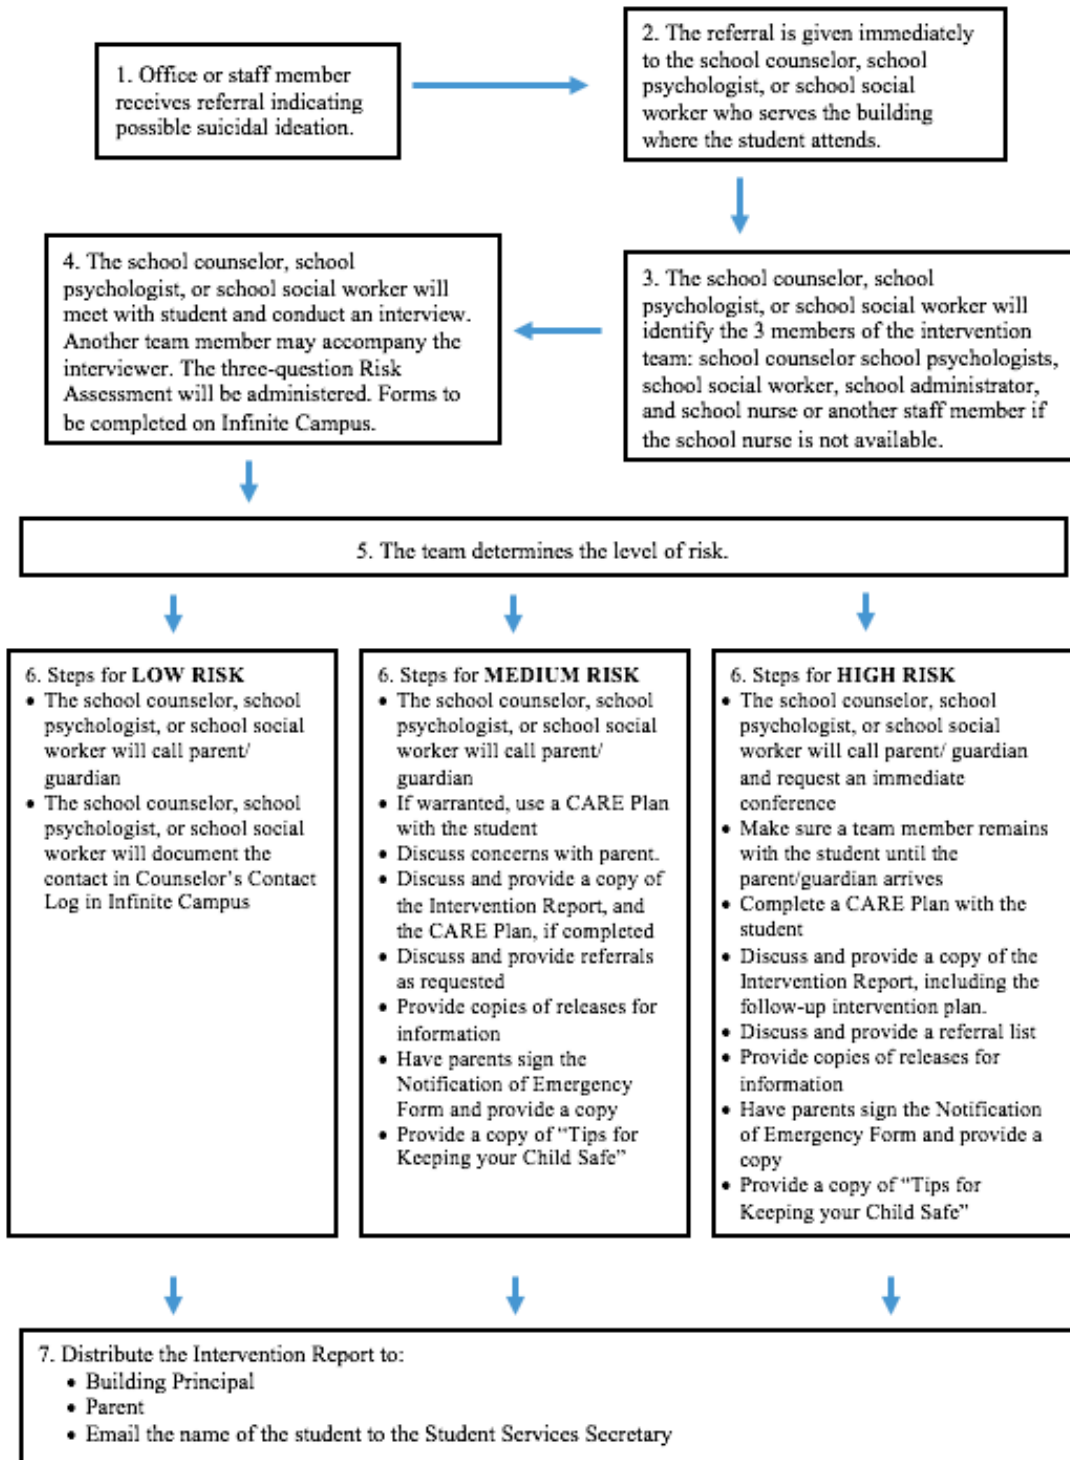 1. Office or staff member
receives referral indicating
possible suicidal ideation.
2. The referral is given immediately
to the school counselor, school
psychologist, or school social
worker who serves the building
where the student attends.
3. The school counselor, school
psychologist, or school social worker will
identify the 3 members of the intervention
team: school counselor school psychologists,
school social worker, school administrator,
and school nurse or another staff member if
the school nurse is not available.
4. The school counselor, school
psychologist, or school social worker will
meet with student and conduct an interview.
Another team member may accompany the
interviewer. The three-question Risk
Assessment will be administered. Forms to
be completed on Infinite Campus.
5. The team determines the level of risk.
6. Steps for LOW RISK
• The school counselor, school
psychologist, or school social
worker will call parent/
guardian
• The school counselor, school
psychologist, or school social
worker will document the
contact in Counselor's Contact
Log in Infinite Campus
6. Steps for MEDIUM RISK
• The school counselor, school
psychologist, or school social
worker will call parent/
guardian
• If warranted, use a CARE Plan
with the student
• Discuss concerns with parent.
• Discuss and provide a copy of
the Intervention Report, and
the CARE Plan, if completed
• Discuss and provide referrals
as requested
• Provide copies of releases for
information
• Have parents sign the
Notification of Emergency
Form and provide a copy
• Provide a copy of “Tips for
Keeping your Child Safe”
6. Steps for HIGH RISK
• The school counselor, school
psychologist, or school social
worker will call parent/ guardian
and request an immediate
conference
• Make sure a team member remains
with the student until the
parent/guardian arrives
• Complete a CARE Plan with the
student
• Discuss and provide a copy of the
Intervention Report, including the
follow-up intervention plan.
• Discuss and provide a referral list
• Provide copies of releases for
information
• Have parents sign the Notification
of Emergency Form and provide a
copy
• Provide a copy of “Tips for
Keeping your Child Safe”
7. Distribute the Intervention Report to:
• Building Principal
• Parent
• Email the name of the student to the Student Services Secretary